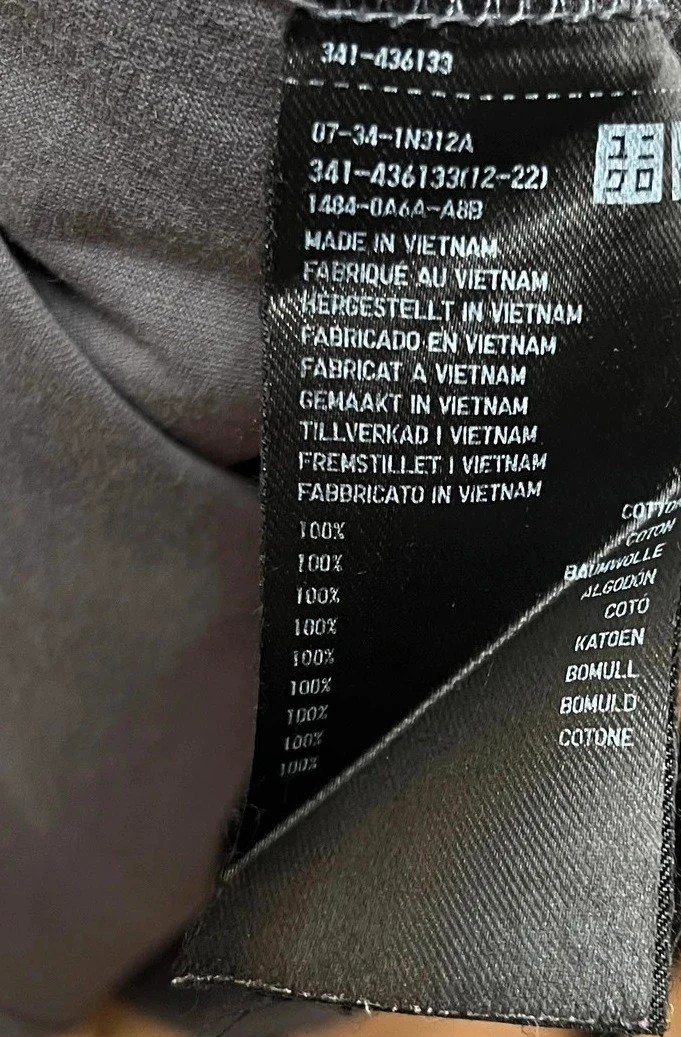 341-436133
07-34-1N312A
341-436133(12-22)
1484-0A6A-A8B
MADE IN VIETNAM
FABRIQUÉ AU VIETNAM
HERGESTELLT IN VIETNAM
FABRICADO EN VIETNAM
FABRICAT A VIETNAM
GEMAAKT IN VIETNAM
TILLVERKAD I VIETNAM
FREMSTILLET I VIETNAM
FABBRICATO IN VIETNAM
100% COTTON
100% COTON
100% BAUMWOLLE
100% ALGODÓN
100% COTÓ
100% KATOEN
100% BOMULL
100% BOMULD
100% COTONE